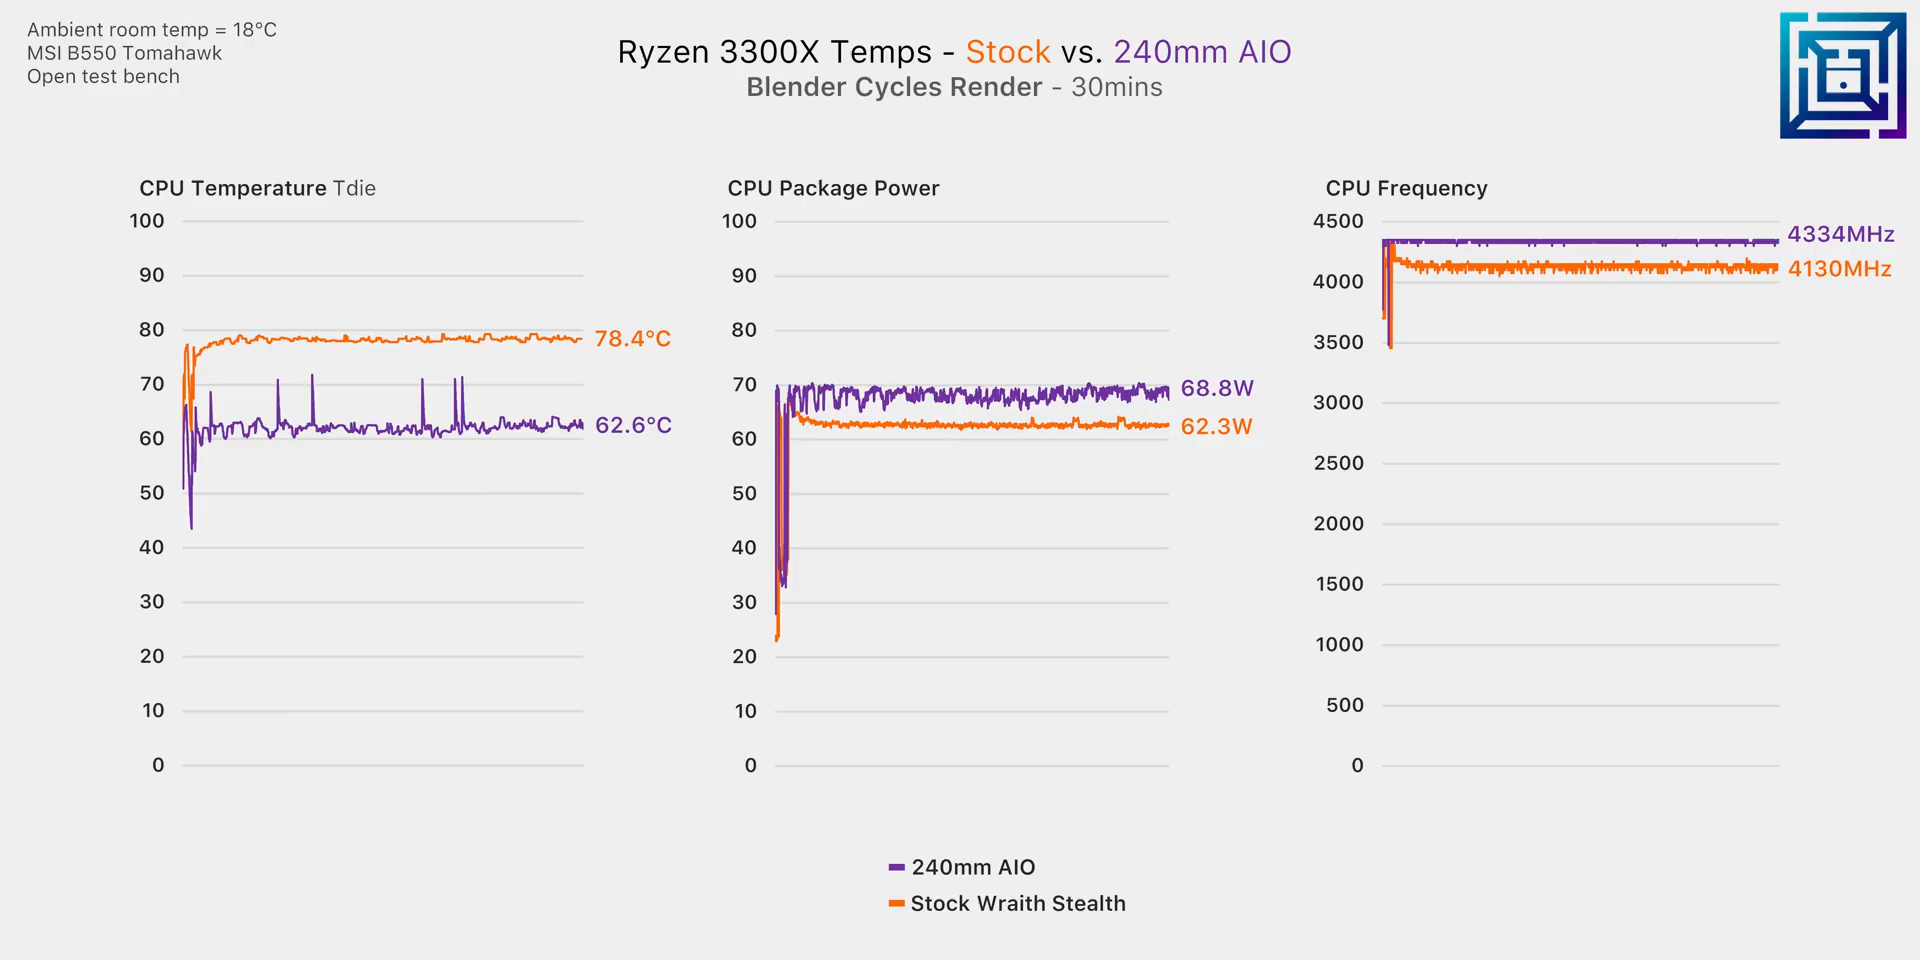 Ambient room temp = 18°C
MSI B550 Tomahawk
Open test bench
Ryzen 3300X Temps - Stock vs. 240mm AIO
Blender Cycles Render - 30mins
CPU Temperature Tdie
100
90
80
70
60
50
40
30
20
10
0
78.4°C
62.6°C
CPU Package Power
100
90
80
70
60
50
40
30
20
10
0
68.8W
62.3W
CPU Frequency
4500
4000
3500
3000
2500
2000
1500
1000
500
0
4334MHz
4130MHz
240mm AIO
Stock Wraith Stealth